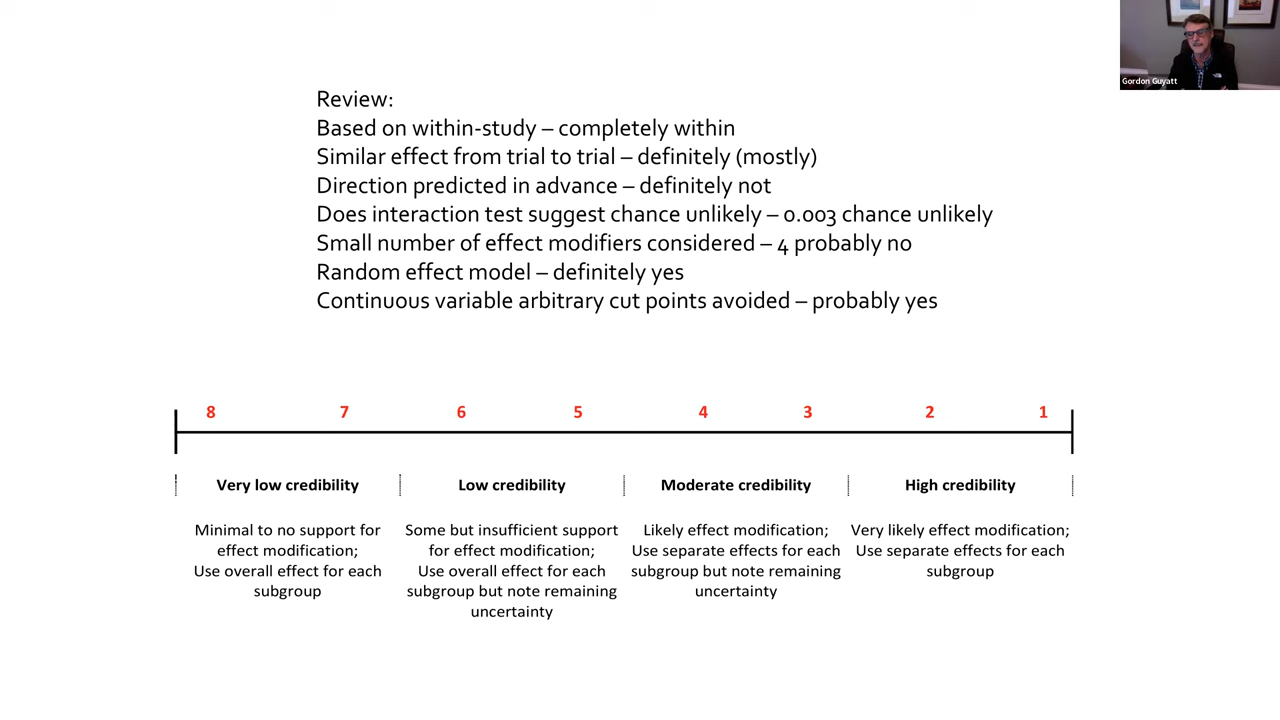 Gordon Guyatt
Review:
Based on within-study – completely within
Similar effect from trial to trial – definitely (mostly)
Direction predicted in advance – definitely not
Does interaction test suggest chance unlikely – 0.003 chance unlikely
Small number of effect modifiers considered – 4 probably no
Random effect model – definitely yes
Continuous variable arbitrary cut points avoided – probably yes
8 7 6 5 4 3 2 1
Very low credibility
Minimal to no support for
effect modification;
Use overall effect for each
subgroup
Low credibility
Some but insufficient support
for effect modification;
Use overall effect for each
subgroup but note remaining
uncertainty
Moderate credibility
Likely effect modification;
Use separate effects for each
subgroup but note remaining
uncertainty
High credibility
Very likely effect modification;
Use separate effects for each
subgroup